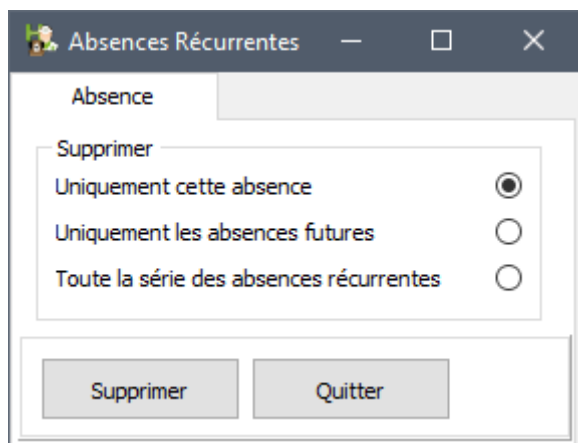 Absences Récurrentes
Absence
Supprimer
Uniquement cette absence
Uniquement les absences futures
Toute la série des absences récurrentes
Supprimer Quitter